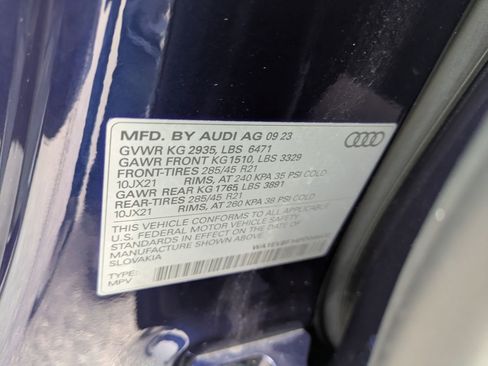 MFD. BY AUDI AG 09 23
GVWR KG 2935, LBS 6471
GAWR FRONT KG1510, LBS 3329
FRONT-TIRES 285/45 R21
10JX21 RIMS, AT 240 KPA 35 PSI COLD
GAWR REAR KG 1765, LBS 3891
REAR-TIRES 285/45 R21
10JX21 RIMS, AT 260 KPA 38 PSI COLD
THIS VEHICLE CONFORMS TO ALL APPLICABLE
U.S. FEDERAL MOTOR VEHICLE SAFETY
STANDARDS IN EFFECT ON THE DATE OF
MANUFACTURE SHOWN ABOVE.
SLOVAKIA
TYPE:
MPV